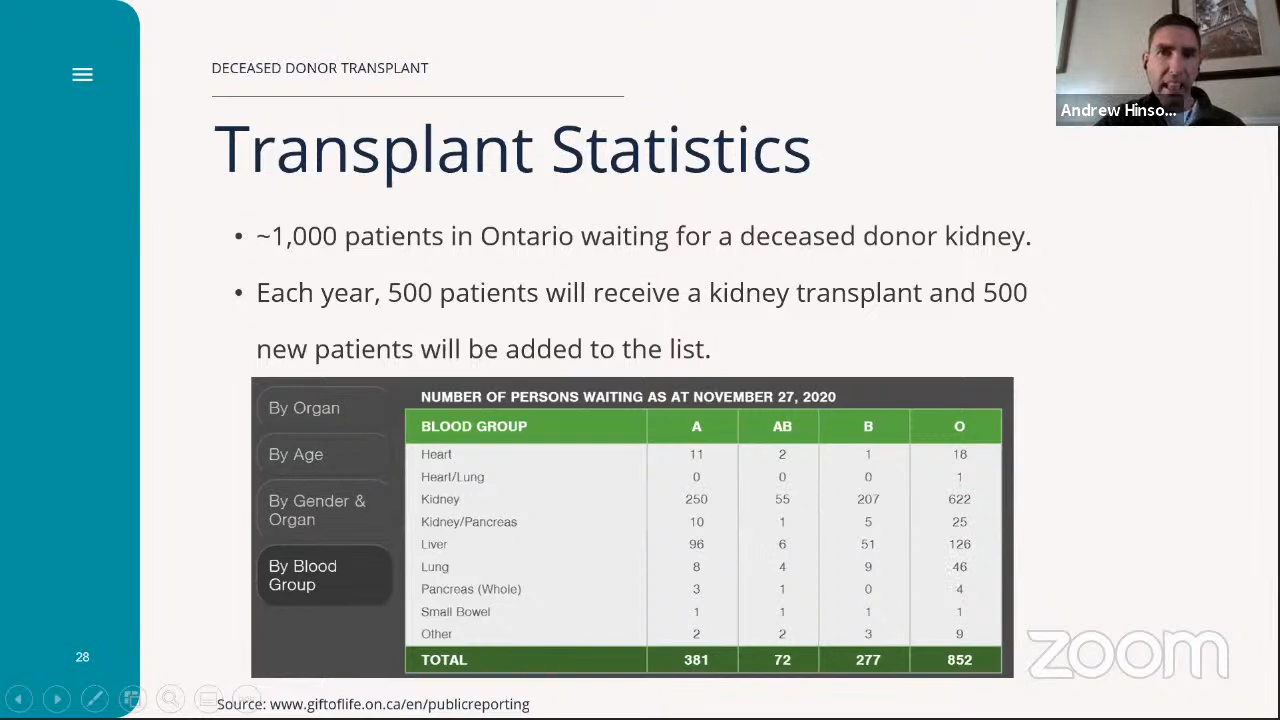 DECEASED DONOR TRANSPLANT
Andrew Hinso...
Transplant Statistics
• ~1,000 patients in Ontario waiting for a deceased donor kidney.
• Each year, 500 patients will receive a kidney transplant and 500
new patients will be added to the list.
By Organ
By Age
By Gender &
Organ
By Blood
Group
NUMBER OF PERSONS WAITING AS AT NOVEMBER 27, 2020
BLOOD GROUP A AB B O
Heart 11 2 1 18
Heart/Lung 0 0 0 1
Kidney 250 55 207 622
Kidney/Pancreas 10 1 5 25
Liver 96 6 51 126
Lung 8 4 9 46
Pancreas (Whole) 3 1 0 4
Small Bowel 1 1 1 1
Other 2 2 3 9
TOTAL 381 72 277 852
28
zoom
Source: www.giftoflife.on.ca/en/publicreporting